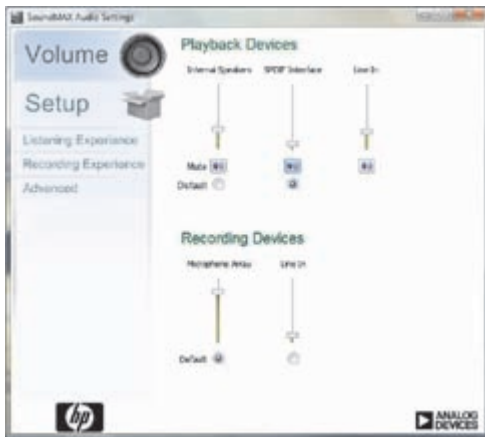 SoundMAX Audio Settings
Volume
Setup
Listening Experience
Recording Experience
Advanced
Playback Devices
Internal Speakers SPDIF Interface Line In
Mute
Default
Recording Devices
Microphone Array Line In
Default
hp
ANALOG
DEVICES